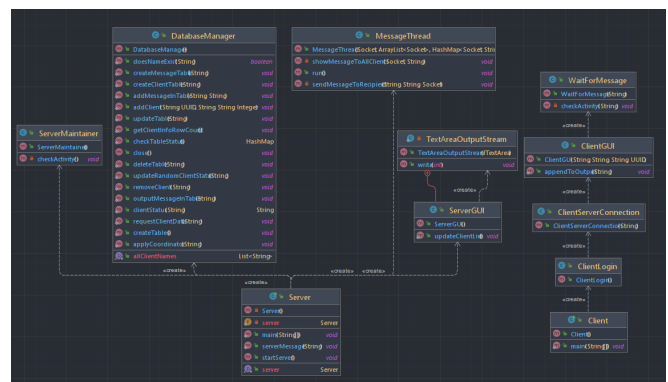 DatabaseManager
DatabaseManager()
doesNameExist(String) boolean
createMessageTable(String) void
createClientTable(String) void
addMessageInTable(String String) void
addClient(String UUID, String String Integer) void
updateTable(String) void
getClientInfoRowCount() void
checkTableStatus() HashMap
close() void
deleteTable(String) void
updateRandomClientStatus(String) void
removeClient(String) void
outputMessageInTable(String) void
clientStatus(String) String
requestClientData(String) void
createTable() void
applyCoordinator(String) void
allClientNames List<String>
MessageThread
MessageThread(Socket ArrayList<Socket>, HashMap<Socket Stri
showMessageToAllClient(Socket String) void
run() void
sendMessageToRecipient(String String Socket) void
ServerMaintainer
ServerMaintainer()
checkActivity() void
TextAreaOutputStream
TextAreaOutputStream(JTextArea)
write(int) void
«create»
ServerGUI
ServerGUI()
updateClientList() void
WaitForMessage
WaitForMessage(String)
checkActivity(String) void
«create»
ClientGUI
ClientGUI(String String String UUID)
appendToOutput(String) void
«create»
ClientServerConnection
ClientServerConnection(String)
«create»
ClientLogin
ClientLogin()
«create»
Client
Client()
main(String[]) void
«create» «create» «create»
«create»
Server
Server()
server Server
main(String[]) void
serverMessage(String) void
startServer() void
server Server